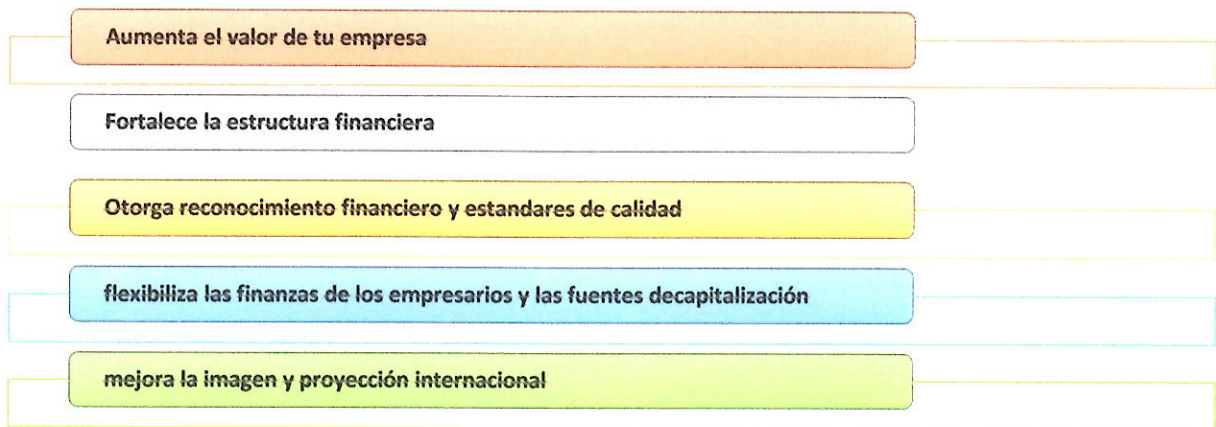 Aumenta el valor de tu empresa
Fortalece la estructura financiera
Otorga reconocimiento financiero y estandares de calidad
flexibiliza las finanzas de los empresarios y las fuentes decapitalización
mejora la imagen y proyección internacional